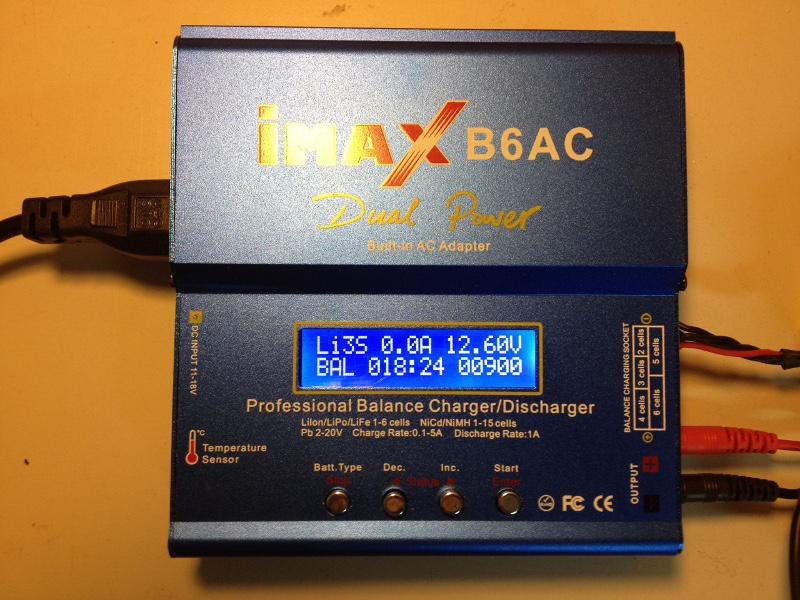 iMAX B6AC
Dual Power
Built-in AC Adapter
DC INPUT 11-18V
Li3S 0.0A 12.60V
BAL 018:24 00900
BALANCE CHARGING SOCKET
2 cells
3 cells
4 cells
5 cells
6 cells
Professional Balance Charger/Discharger
LiIon/LiPo/LiFe 1-6 cells NiCd/NiMH 1-15cells
Pb 2-20V Charge Rate:0.1-5A Discharge Rate:1A
°C
Temperature
Sensor
Batt.Type Dec. Inc. Start
Stop ◀ Status ▶ Enter
FC CE
OUTPUT